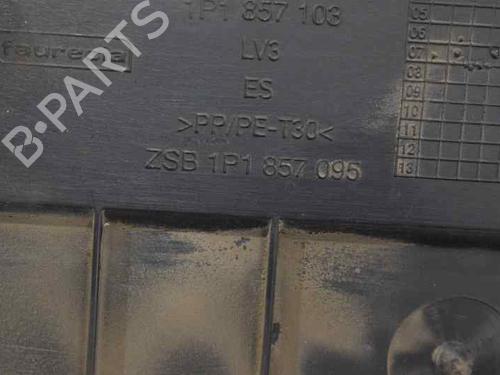 1P1 857 103
faurecia
LV3
ES
>PP/PE-T30<
ZSB 1P1 857 095
05
06
07
08
09
10
11
12
13
B-PARTS